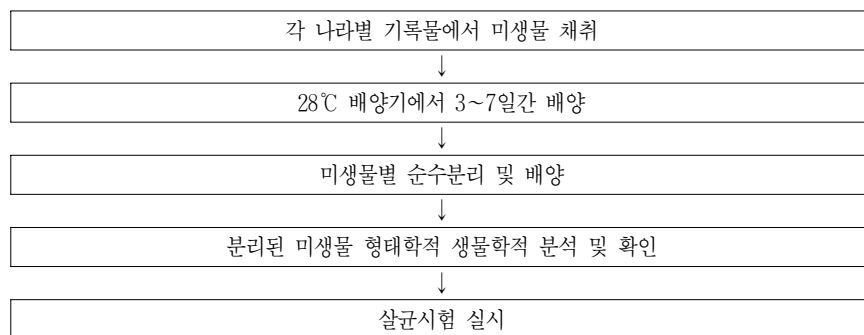 각 나라별 기록물에서 미생물 채취
↓
28℃ 배양기에서 3~7일간 배양
↓
미생물별 순수분리 및 배양
↓
분리된 미생물 형태학적 생물학적 분석 및 확인
↓
살균시험 실시